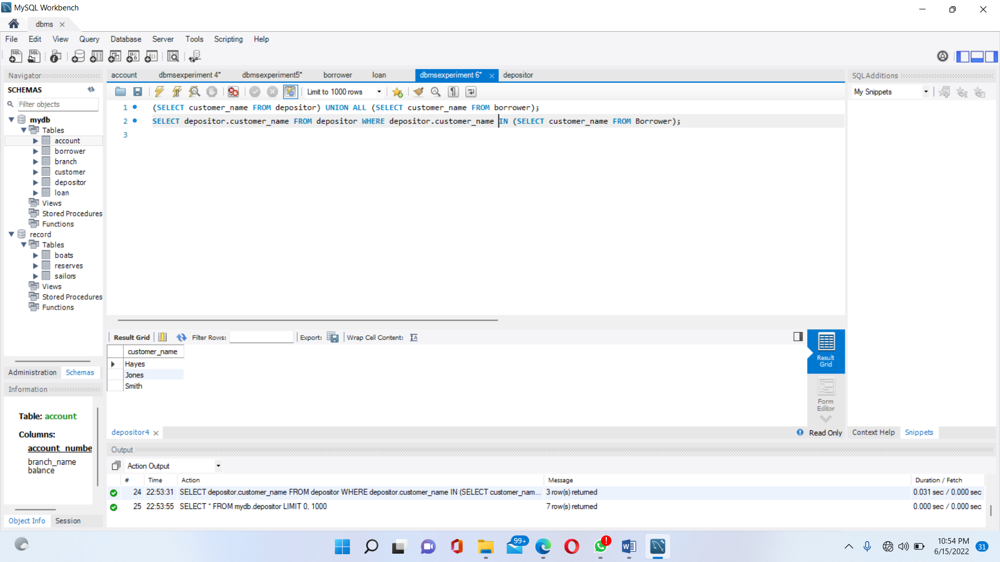 MySQL Workbench
dbms
File Edit View Query Database Server Tools Scripting Help
Navigator
SCHEMAS
Filter objects
mydb
Tables
account
borrower
branch
customer
depositor
loan
Views
Stored Procedures
Functions
record
Tables
boats
reserves
sailors
Views
Stored Procedures
Functions
Administration Schemas
Information
Table: account
Columns:
account_numbe
branch_name
balance
Object Info Session
account dbmsexperiment 4* dbmsexperiment5* borrower loan dbmsexperiment 6* depositor
Limit to 1000 rows
1 (SELECT customer_name FROM depositor) UNION ALL (SELECT customer_name FROM borrower);
2 SELECT depositor.customer_name FROM depositor WHERE depositor.customer_name IN (SELECT customer_name FROM Borrower);
3
Result Grid Filter Rows: Export: Wrap Cell Content:
customer_name
Hayes
Jones
Smith
Result
Grid
Form
Editor
depositor4 Read Only
SQLAdditions
My Snippets
Context Help Snippets
Output
Action Output
# Time Action Message Duration / Fetch
24 22:53:31 SELECT depositor.customer_name FROM depositor WHERE depositor.customer_name IN (SELECT customer_nam... 3 row(s) returned 0.031 sec / 0.000 sec
25 22:53:55 SELECT * FROM mydb.depositor LIMIT 0, 1000 7 row(s) returned 0.000 sec / 0.000 sec
99+
10:54 PM
6/15/2022
31